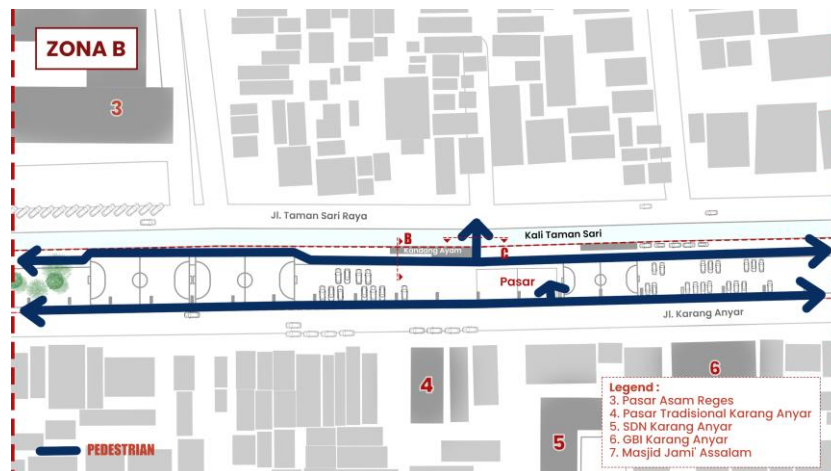 ZONA B
3
Jl. Taman Sari Raya
B
Kali Taman Sari
Kandang Ayam
C
Pasar
Jl. Karang Anyar
4
6
5
Legend :
3. Pasar Asam Reges
4. Pasar Tradisional Karang Anyar
5. SDN Karang Anyar
6. GBI Karang Anyar
7. Masjid Jami' Assalam
PEDESTRIAN